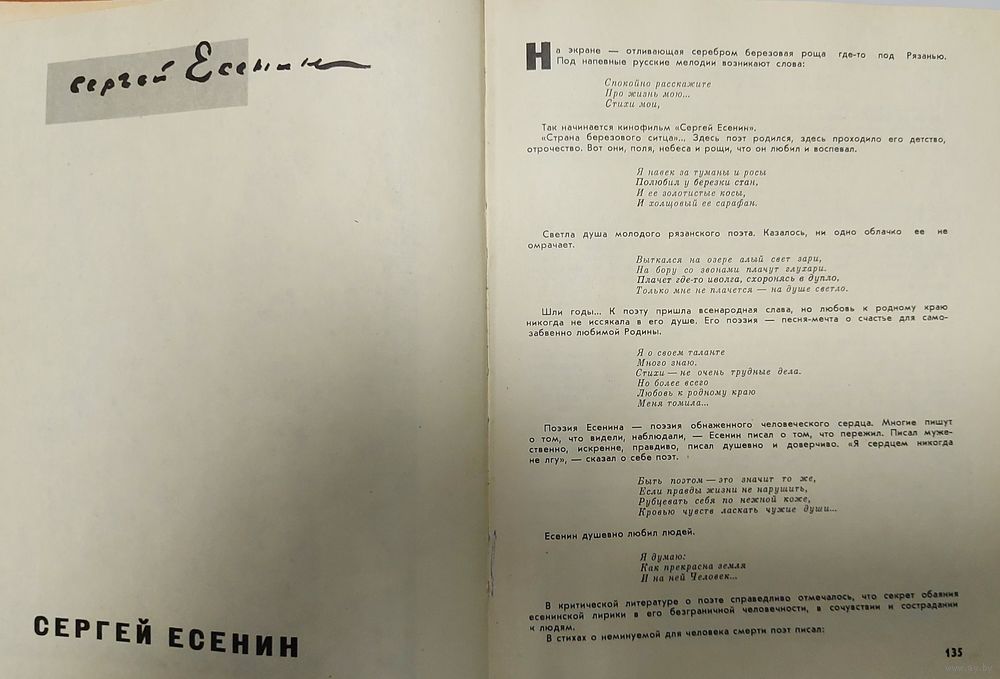 Сергей Есенин
СЕРГЕЙ ЕСЕНИН
На экране — отливающая серебром березовая роща где-то под Рязанью.
Под напевные русские мелодии возникают слова:
Спокойно расскажите
Про жизнь мою...
Стихи мои,
Так начинается кинофильм «Сергей Есенин».
«Страна березового ситца»... Здесь поэт родился, здесь проходило его детство,
отрочество. Вот они, поля, небеса и рощи, что он любил и воспевал.
Я навек за туманы и росы
Полюбил у березки стан,
И ее золотистые косы,
И холщовый ее сарафан.
Светла душа молодого рязанского поэта. Казалось, ни одно облачко ее не
омрачает.
Выткался на озере алый свет зари,
На бору со звонами плачут глухари.
Плачет где-то иволга, схоронясь в дупло,
Только мне не плачется — на душе светло.
Шли годы... К поэту пришла всенародная слава, но любовь к родному краю
никогда не иссякала в его душе. Его поэзия — песня-мечта о счастье для само-
забвенно любимой Родины.
Я о своем таланте
Много знаю.
Стихи — не очень трудные дела.
Но более всего
Любовь к родному краю
Меня томила...
Поэзия Есенина — поэзия обнаженного человеческого сердца. Многие пишут
о том, что видели, наблюдали, — Есенин писал о том, что пережил. Писал муже-
ственно, искренне, правдиво, писал душевно и доверчиво. «Я сердцем никогда
не лгу», — сказал о себе поэт.
Быть поэтом — это значит то же,
Если правды жизни не нарушить,
Рубцевать себя по нежной коже,
Кровью чувств ласкать чужие души...
Есенин душевно любил людей.
Я думаю:
Как прекрасна земля
И на ней Человек...
В критической литературе о поэте справедливо отмечалось, что секрет обаяния
есенинской лирики в его безграничной человечности, в сочувствии и сострадании
к людям.
В стихах о неминуемой для человека смерти поэт писал:
135
www.ay.by